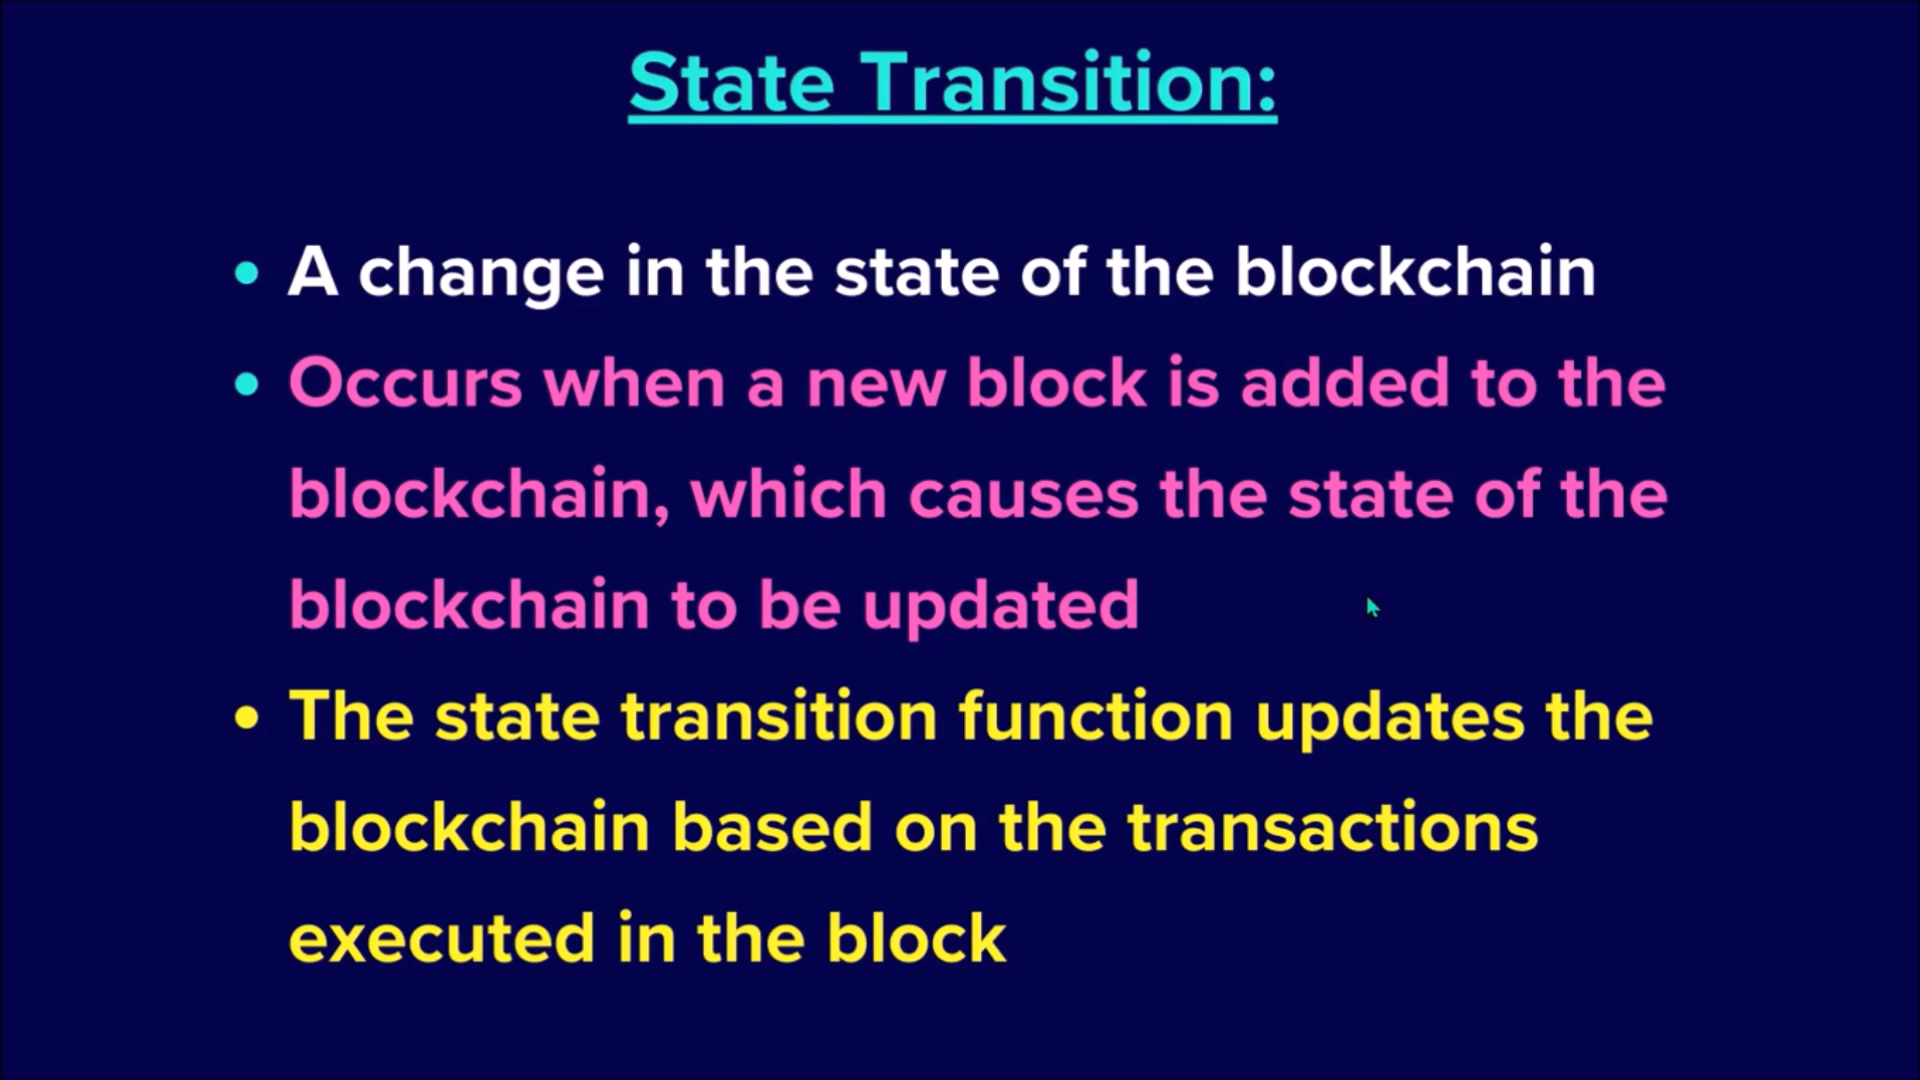 State Transition:
• A change in the state of the blockchain
• Occurs when a new block is added to the
blockchain, which causes the state of the
blockchain to be updated
• The state transition function updates the
blockchain based on the transactions
executed in the block